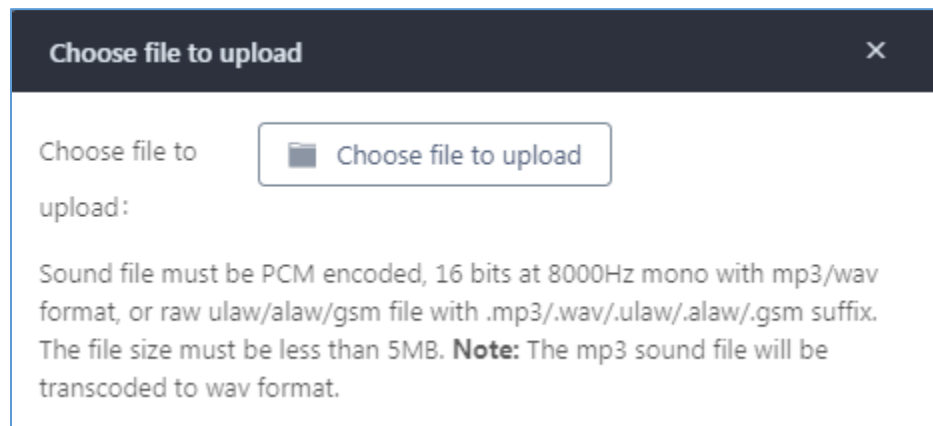 Choose file to upload ×
Choose file to
upload:
Choose file to upload
Sound file must be PCM encoded, 16 bits at 8000Hz mono with mp3/wav
format, or raw ulaw/alaw/gsm file with .mp3/.wav/.ulaw/.alaw/.gsm suffix.
The file size must be less than 5MB. Note: The mp3 sound file will be
transcoded to wav format.